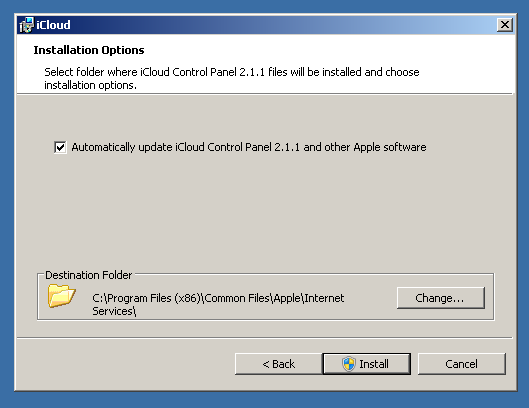 iCloud
Installation Options
Select folder where iCloud Control Panel 2.1.1 files will be installed and choose
installation options.
Automatically update iCloud Control Panel 2.1.1 and other Apple software
Destination Folder
C:\Program Files (x86)\Common Files\Apple\Internet
Services\
Change...
< Back
Install
Cancel